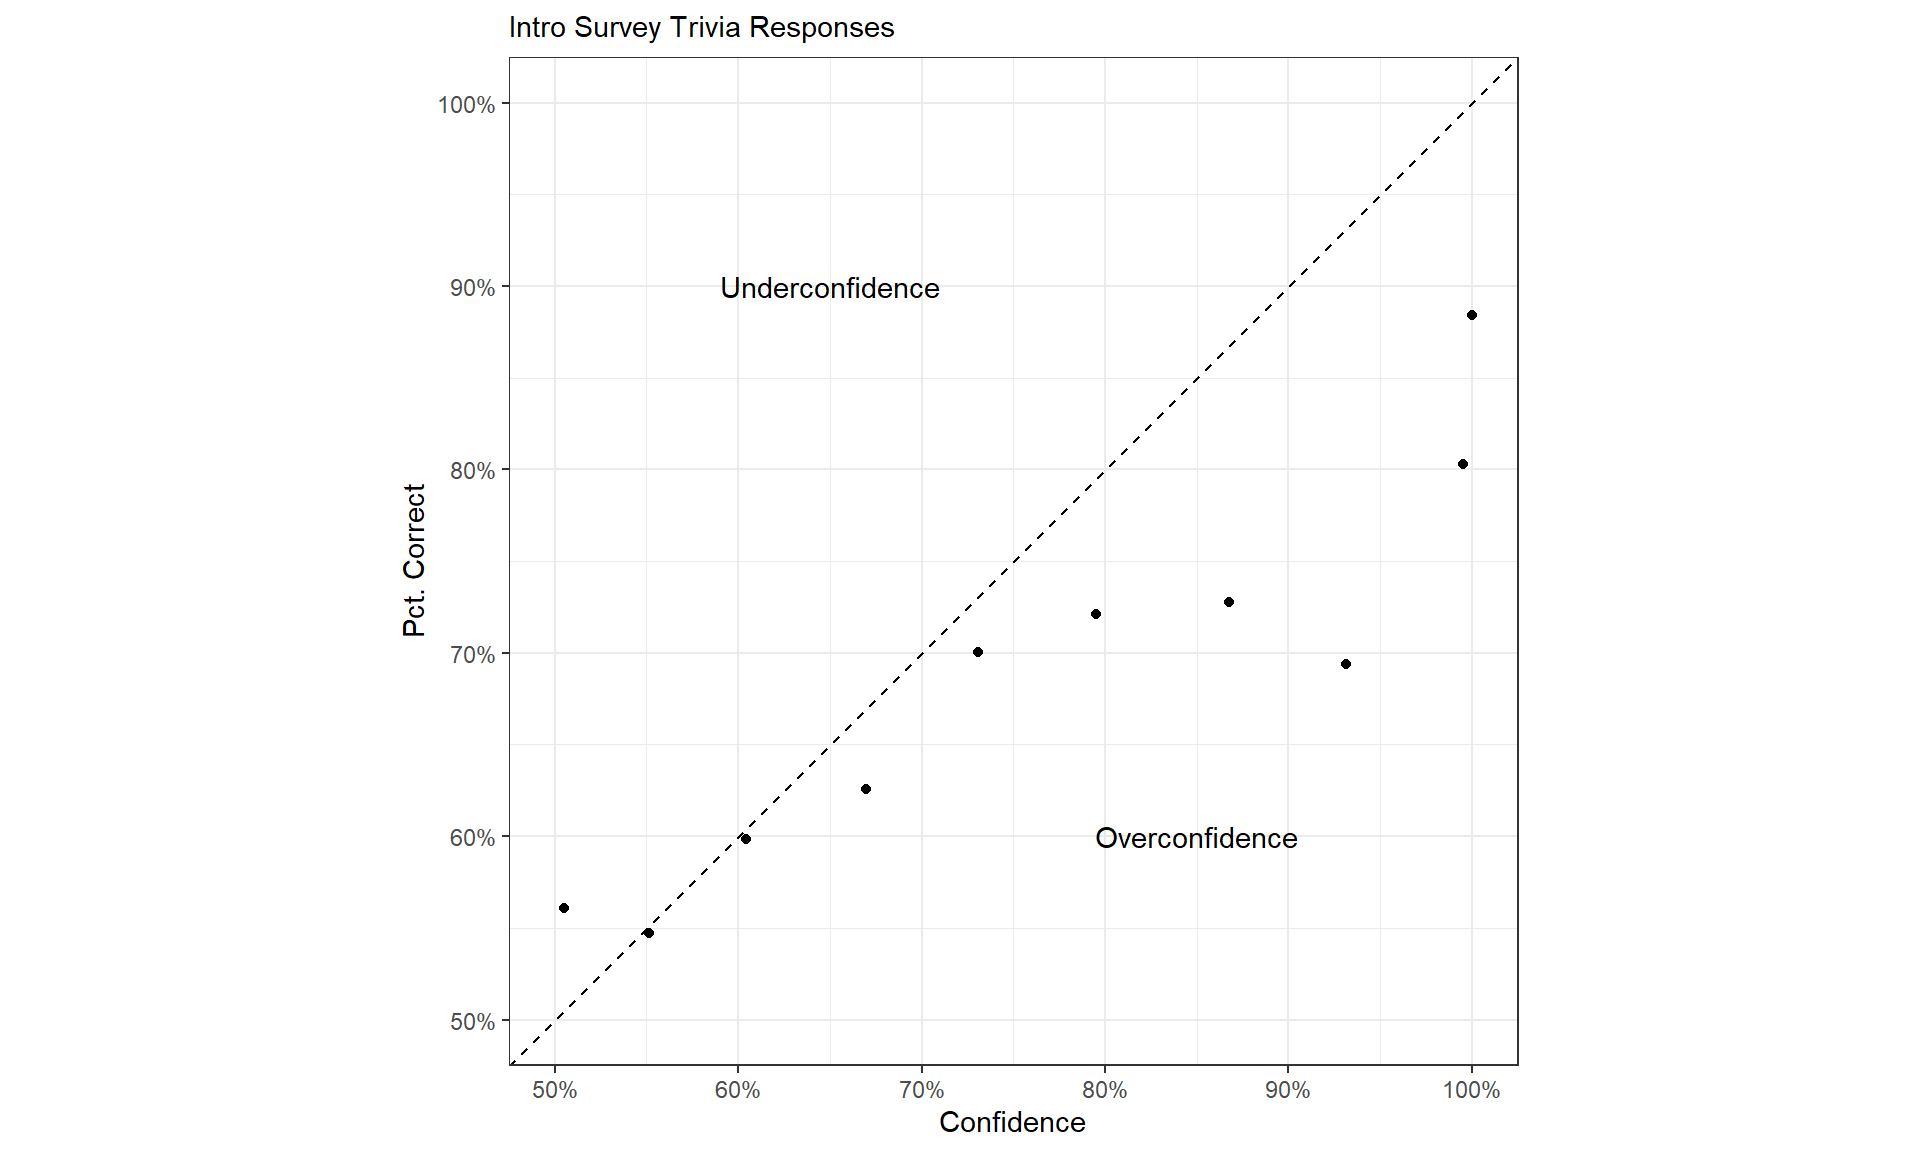 Intro Survey Trivia Responses
100%
90%
80%
70%
60%
50%
Pct. Correct
Underconfidence
Overconfidence
50% 60% 70% 80% 90% 100%
Confidence